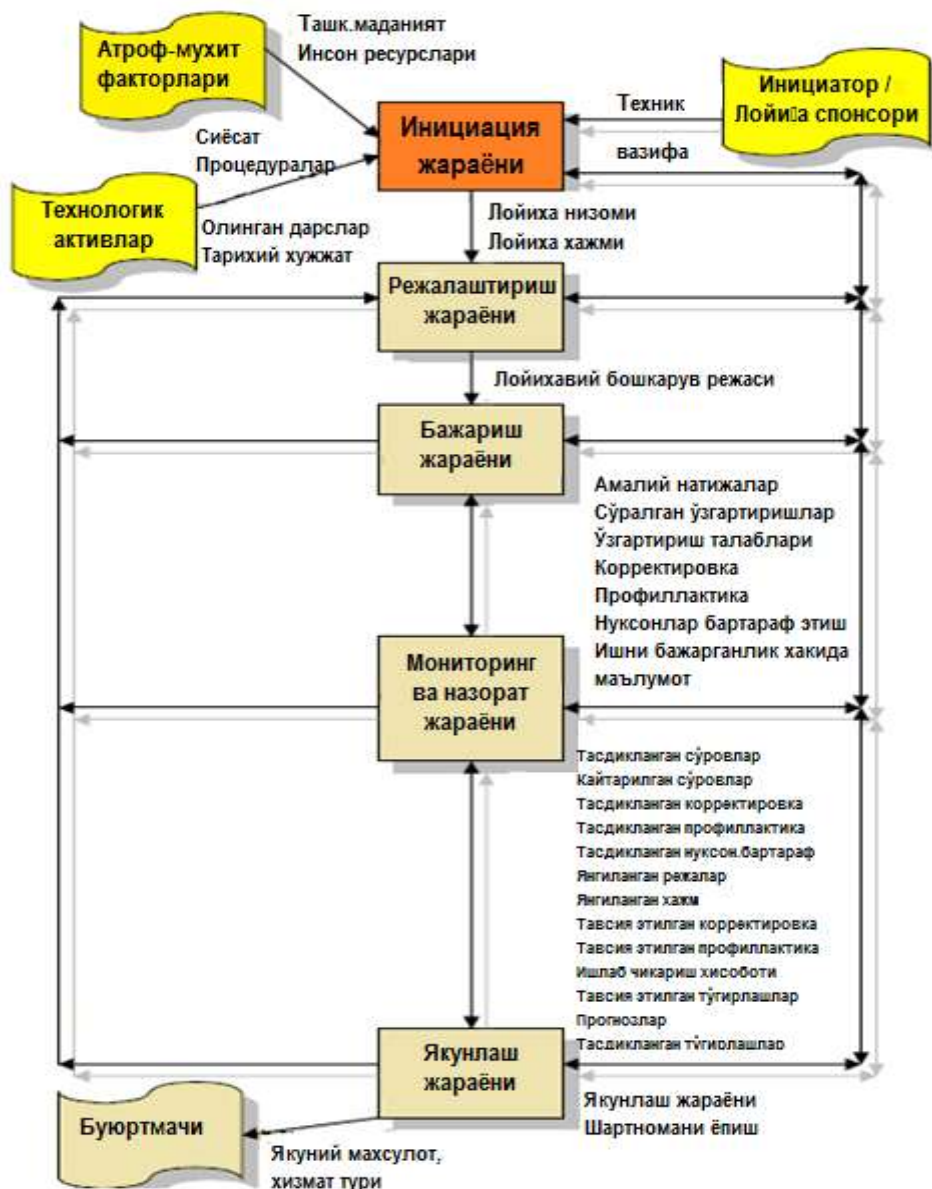 Ташк.маданият
Инсон ресурслари
Атроф-мухит
факторлари
Инициатор /
Лойиҳа спонсори
Техник
вазифа
Инициация
жараёни
Сиёсат
Процедуралар
Технологик
активлар
Олинган дарслар
Тарихий хужжат
Лойиха низоми
Лойиха хажми
Режалаштириш
жараёни
Лойихавий бошкарув режаси
Бажариш
жараёни
Амалий натижалар
Сўралган ўзгартиришлар
Ўзгартириш талаблари
Корректировка
Профиллактика
Нуксонлар бартараф этиш
Ишни бажарганлик хакида
маълумот
Мониторинг
ва назорат
жараёни
Тасдикланган сўровлар
Кайтарилган сўровлар
Тасдикланган корректировка
Тасдикланган профиллактика
Тасдикланган нуксон.бартараф
Янгиланган режалар
Янгиланган хажм
Тавсия этилган корректировка
Тавсия этилган профиллактика
Ишлаб чикариш хисоботи
Тавсия этилган тўгирлашлар
Прогнозлар
Тасдикланган тўгирлашлар
Якунлаш
жараёни
Якунлаш жараёни
Шартномани ёпиш
Буюртмачи
Якуний махсулот,
хизмат тури